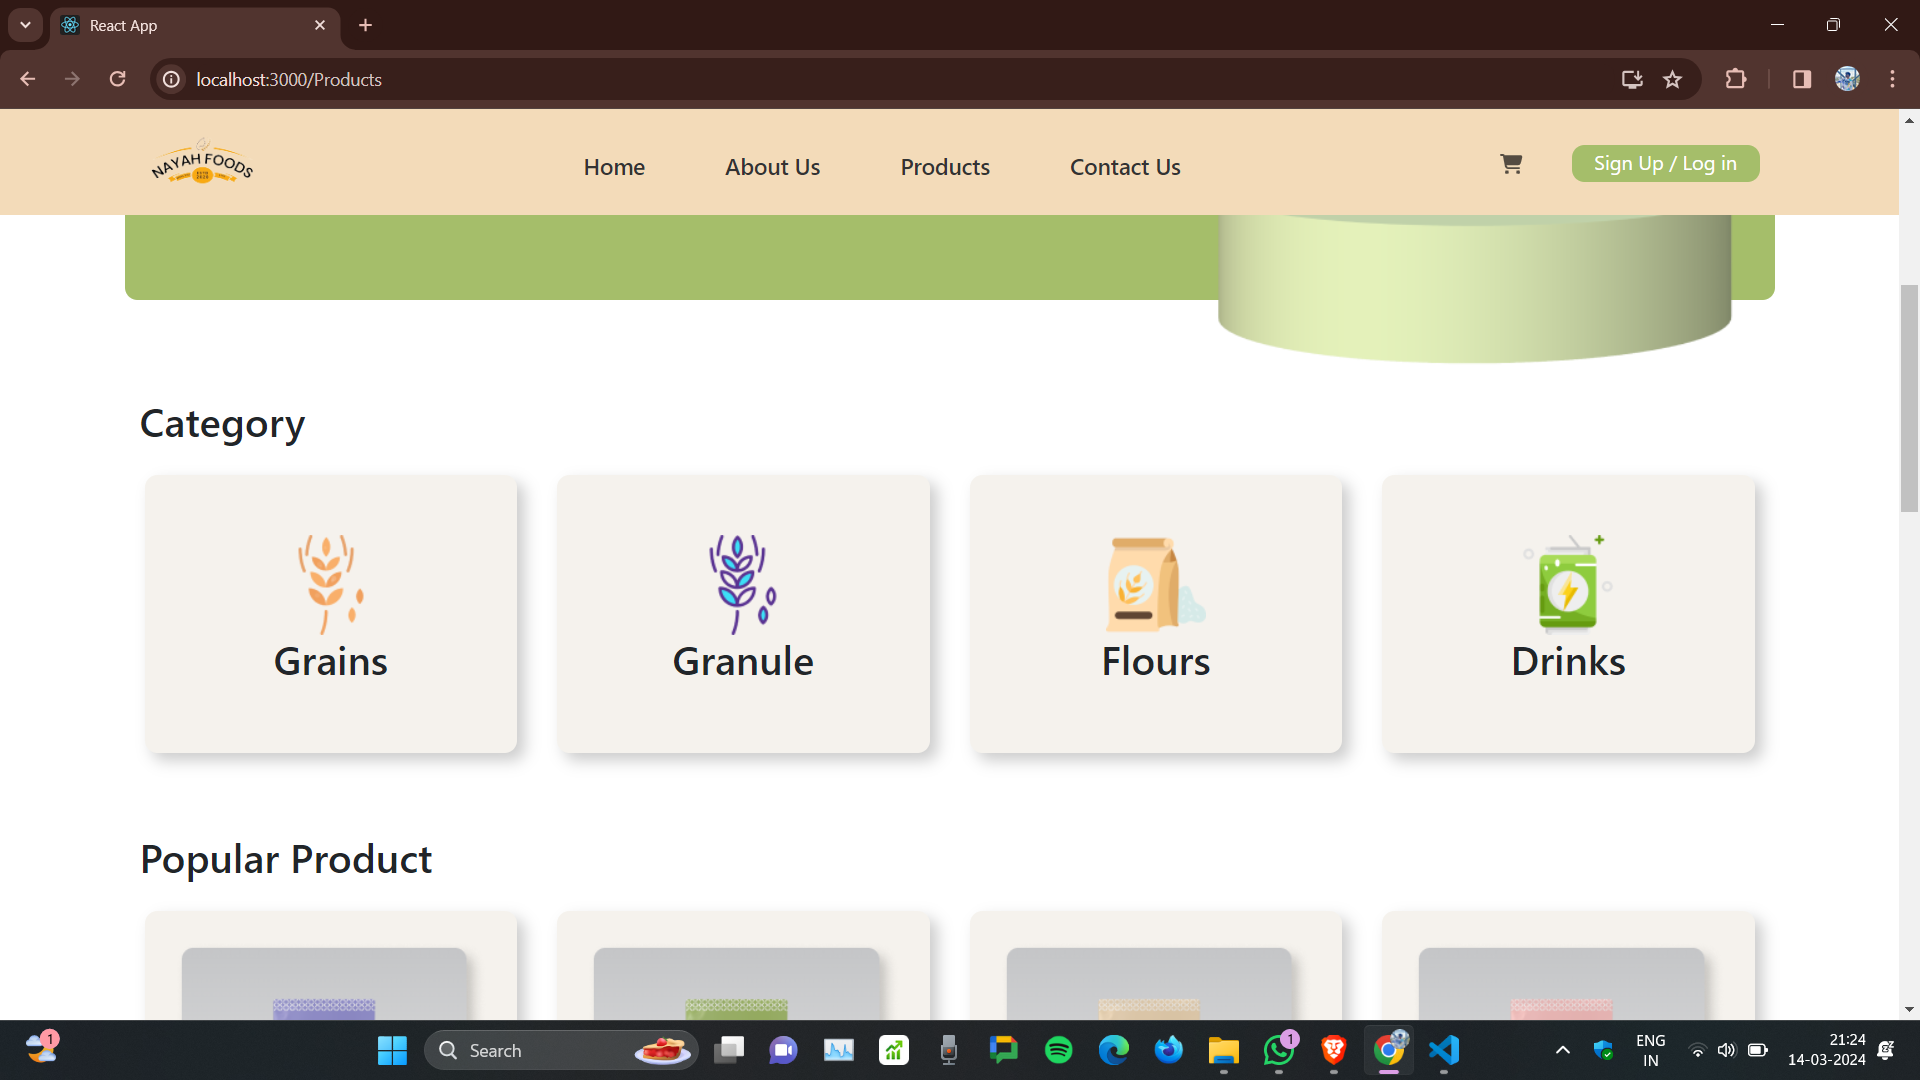 React App
localhost:3000/Products
NAYAH FOODS
Home
About Us
Products
Contact Us
Sign Up / Log in
Category
Grains
Granule
Flours
Drinks
Popular Product
1
Search
1
ENG
IN
21:24
14-03-2024